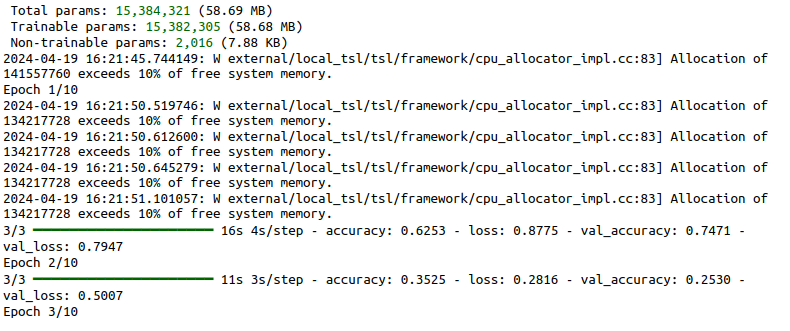 Total params: 15,384,321 (58.69 MB)
Trainable params: 15,382,305 (58.68 MB)
Non-trainable params: 2,016 (7.88 KB)
2024-04-19 16:21:45.744149: W external/local_tsl/tsl/framework/cpu_allocator_impl.cc:83] Allocation of
141557760 exceeds 10% of free system memory.
Epoch 1/10
2024-04-19 16:21:50.519746: W external/local_tsl/tsl/framework/cpu_allocator_impl.cc:83] Allocation of
134217728 exceeds 10% of free system memory.
2024-04-19 16:21:50.612600: W external/local_tsl/tsl/framework/cpu_allocator_impl.cc:83] Allocation of
134217728 exceeds 10% of free system memory.
2024-04-19 16:21:50.645279: W external/local_tsl/tsl/framework/cpu_allocator_impl.cc:83] Allocation of
134217728 exceeds 10% of free system memory.
2024-04-19 16:21:51.101057: W external/local_tsl/tsl/framework/cpu_allocator_impl.cc:83] Allocation of
134217728 exceeds 10% of free system memory.
3/3 ━━━━━━━━━━━━━━━━━━━━ 16s 4s/step - accuracy: 0.6253 - loss: 0.8775 - val_accuracy: 0.7471 -
val_loss: 0.7947
Epoch 2/10
3/3 ━━━━━━━━━━━━━━━━━━━━ 11s 3s/step - accuracy: 0.3525 - loss: 0.2816 - val_accuracy: 0.2530 -
val_loss: 0.5007
Epoch 3/10